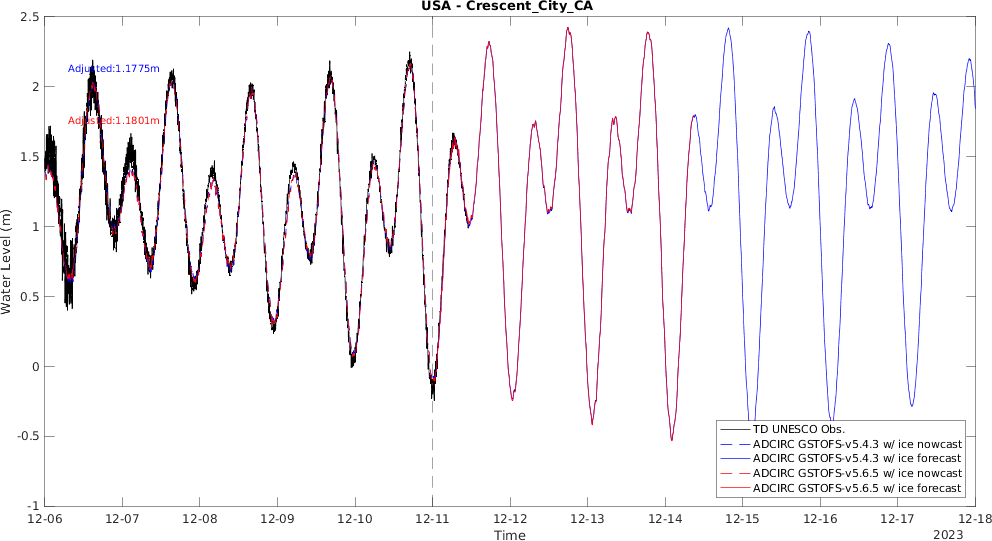 USA - Crescent_City_CA
2.5
2
1.5
1
0.5
0
-0.5
-1
Water Level (m)
Adjusted:1.1775m
Adjusted:1.1801m
TD UNESCO Obs.
ADCIRC GSTOFS-v5.4.3 w/ ice nowcast
ADCIRC GSTOFS-v5.4.3 w/ ice forecast
ADCIRC GSTOFS-v5.6.5 w/ ice nowcast
ADCIRC GSTOFS-v5.6.5 w/ ice forecast
12-06 12-07 12-08 12-09 12-10 12-11 12-12 12-13 12-14 12-15 12-16 12-17 12-18
Time
2023